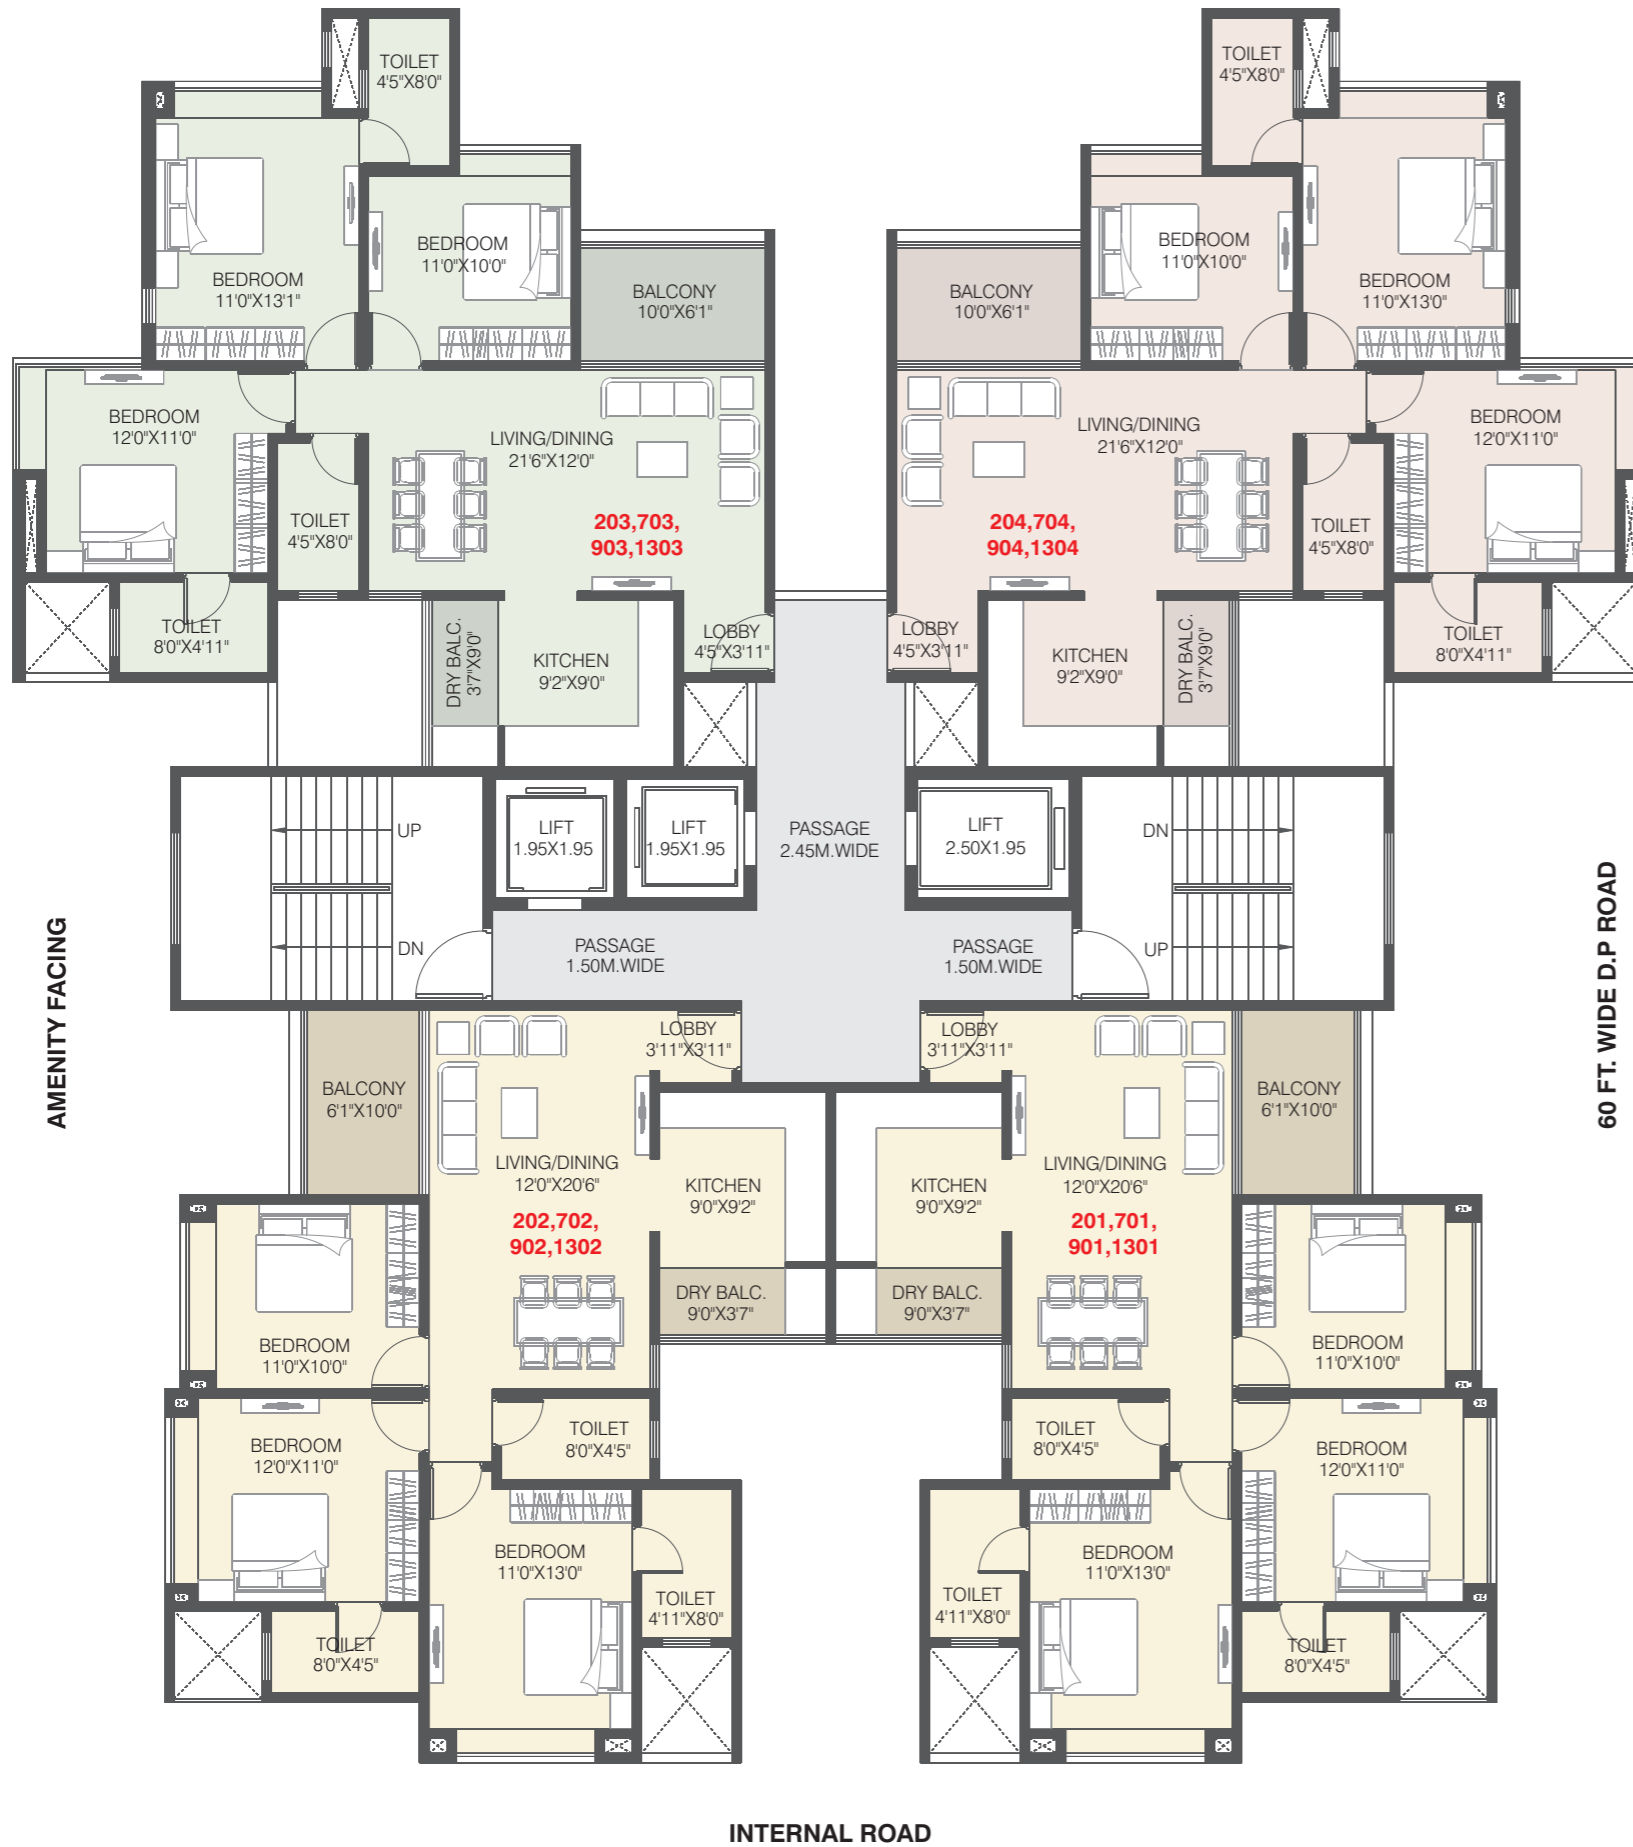 TOILET
4'5"X8'0"
TOILET
4'5"X8'0"
BEDROOM
11'0"X10'0"
BEDROOM
11'0"X10'0"
BEDROOM
11'0"X13'1"
BALCONY
10'0"X6'1"
BALCONY
10'0"X6'1"
BEDROOM
11'0"X13'0"
BEDROOM
12'0"X11'0"
LIVING/DINING
21'6"X12'0"
LIVING/DINING
21'6"X12'0"
BEDROOM
12'0"X11'0"
TOILET
4'5"X8'0"
203,703,
903,1303
204,704,
904,1304
TOILET
4'5"X8'0"
TOILET
8'0"X4'11"
DRY BALC.
3'7"X9'0"
KITCHEN
9'2"X9'0"
LOBBY
4'5"X3'11"
LOBBY
4'5"X3'11"
KITCHEN
9'2"X9'0"
DRY BALC.
3'7"X9'0"
TOILET
8'0"X4'11"
UP
LIFT
1.95X1.95
LIFT
1.95X1.95
PASSAGE
2.45M.WIDE
LIFT
2.50X1.95
DN
DN
PASSAGE
1.50M.WIDE
PASSAGE
1.50M.WIDE
UP
AMENITY FACING
60 FT. WIDE D.P ROAD
LOBBY
3'11"X3'11"
LOBBY
3'11"X3'11"
BALCONY
6'1"X10'0"
BALCONY
6'1"X10'0"
LIVING/DINING
12'0"X20'6"
KITCHEN
9'0"X9'2"
KITCHEN
9'0"X9'2"
LIVING/DINING
12'0"X20'6"
202,702,
902,1302
201,701,
901,1301
DRY BALC.
9'0"X3'7"
DRY BALC.
9'0"X3'7"
BEDROOM
11'0"X10'0"
BEDROOM
11'0"X10'0"
BEDROOM
12'0"X11'0"
TOILET
8'0"X4'5"
TOILET
8'0"X4'5"
BEDROOM
12'0"X11'0"
BEDROOM
11'0"X13'0"
BEDROOM
11'0"X13'0"
TOILET
4'11"X8'0"
TOILET
4'11"X8'0"
TOILET
8'0"X4'5"
TOILET
8'0"X4'5"
INTERNAL ROAD